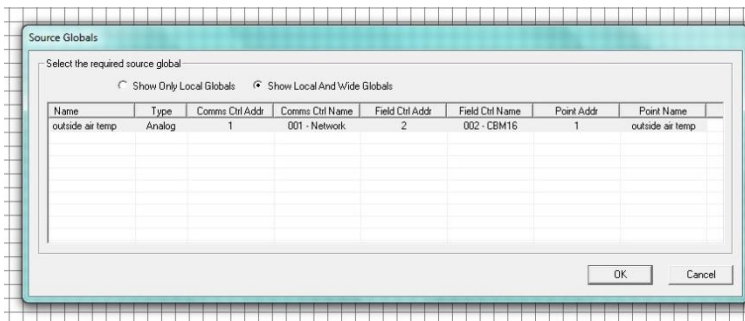 Source Globals
Select the required source global
Show Only Local Globals Show Local And Wide Globals
Name Type Comms Ctrl Addr Comms Ctrl Name Field Ctrl Addr Field Ctrl Name Point Addr Point Name
outside air temp Analog 1 001 - Network 2 002 - CBM16 1 outside air temp
OK Cancel